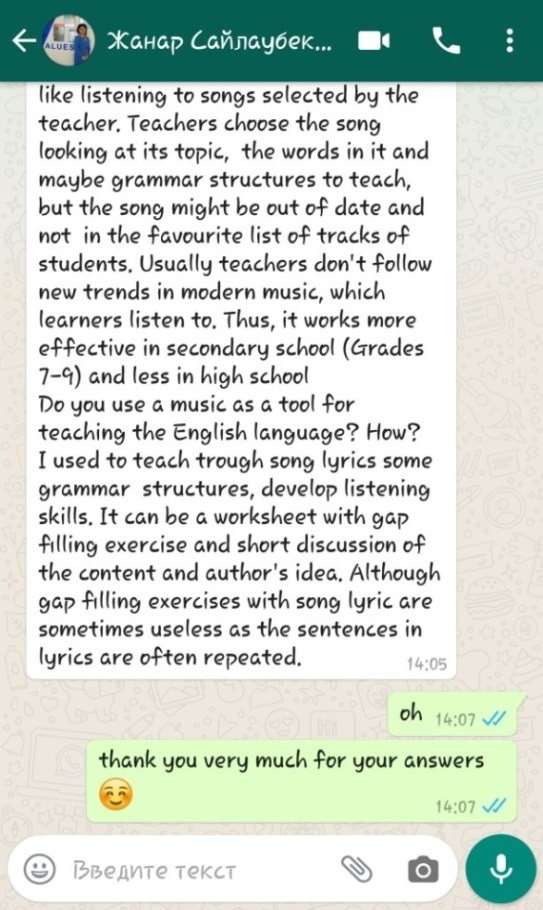 Жанар Сайлаубек...
ALUES
like listening to songs selected by the
teacher. Teachers choose the song
looking at its topic, the words in it and
maybe grammar structures to teach,
but the song might be out of date and
not in the favourite list of tracks of
students. Usually teachers don't follow
new trends in modern music, which
learners listen to. Thus, it works more
effective in secondary school (Grades
7-9) and less in high school
Do you use a music as a tool for
teaching the English language? How?
I used to teach trough song lyrics some
grammar structures, develop listening
skills. It can be a worksheet with gap
filling exercise and short discussion of
the content and author's idea. Although
gap filling exercises with song lyric are
sometimes useless as the sentences in
lyrics are often repeated.
14:05
oh 14:07
thank you very much for your answers
😊
14:07
Введите текст